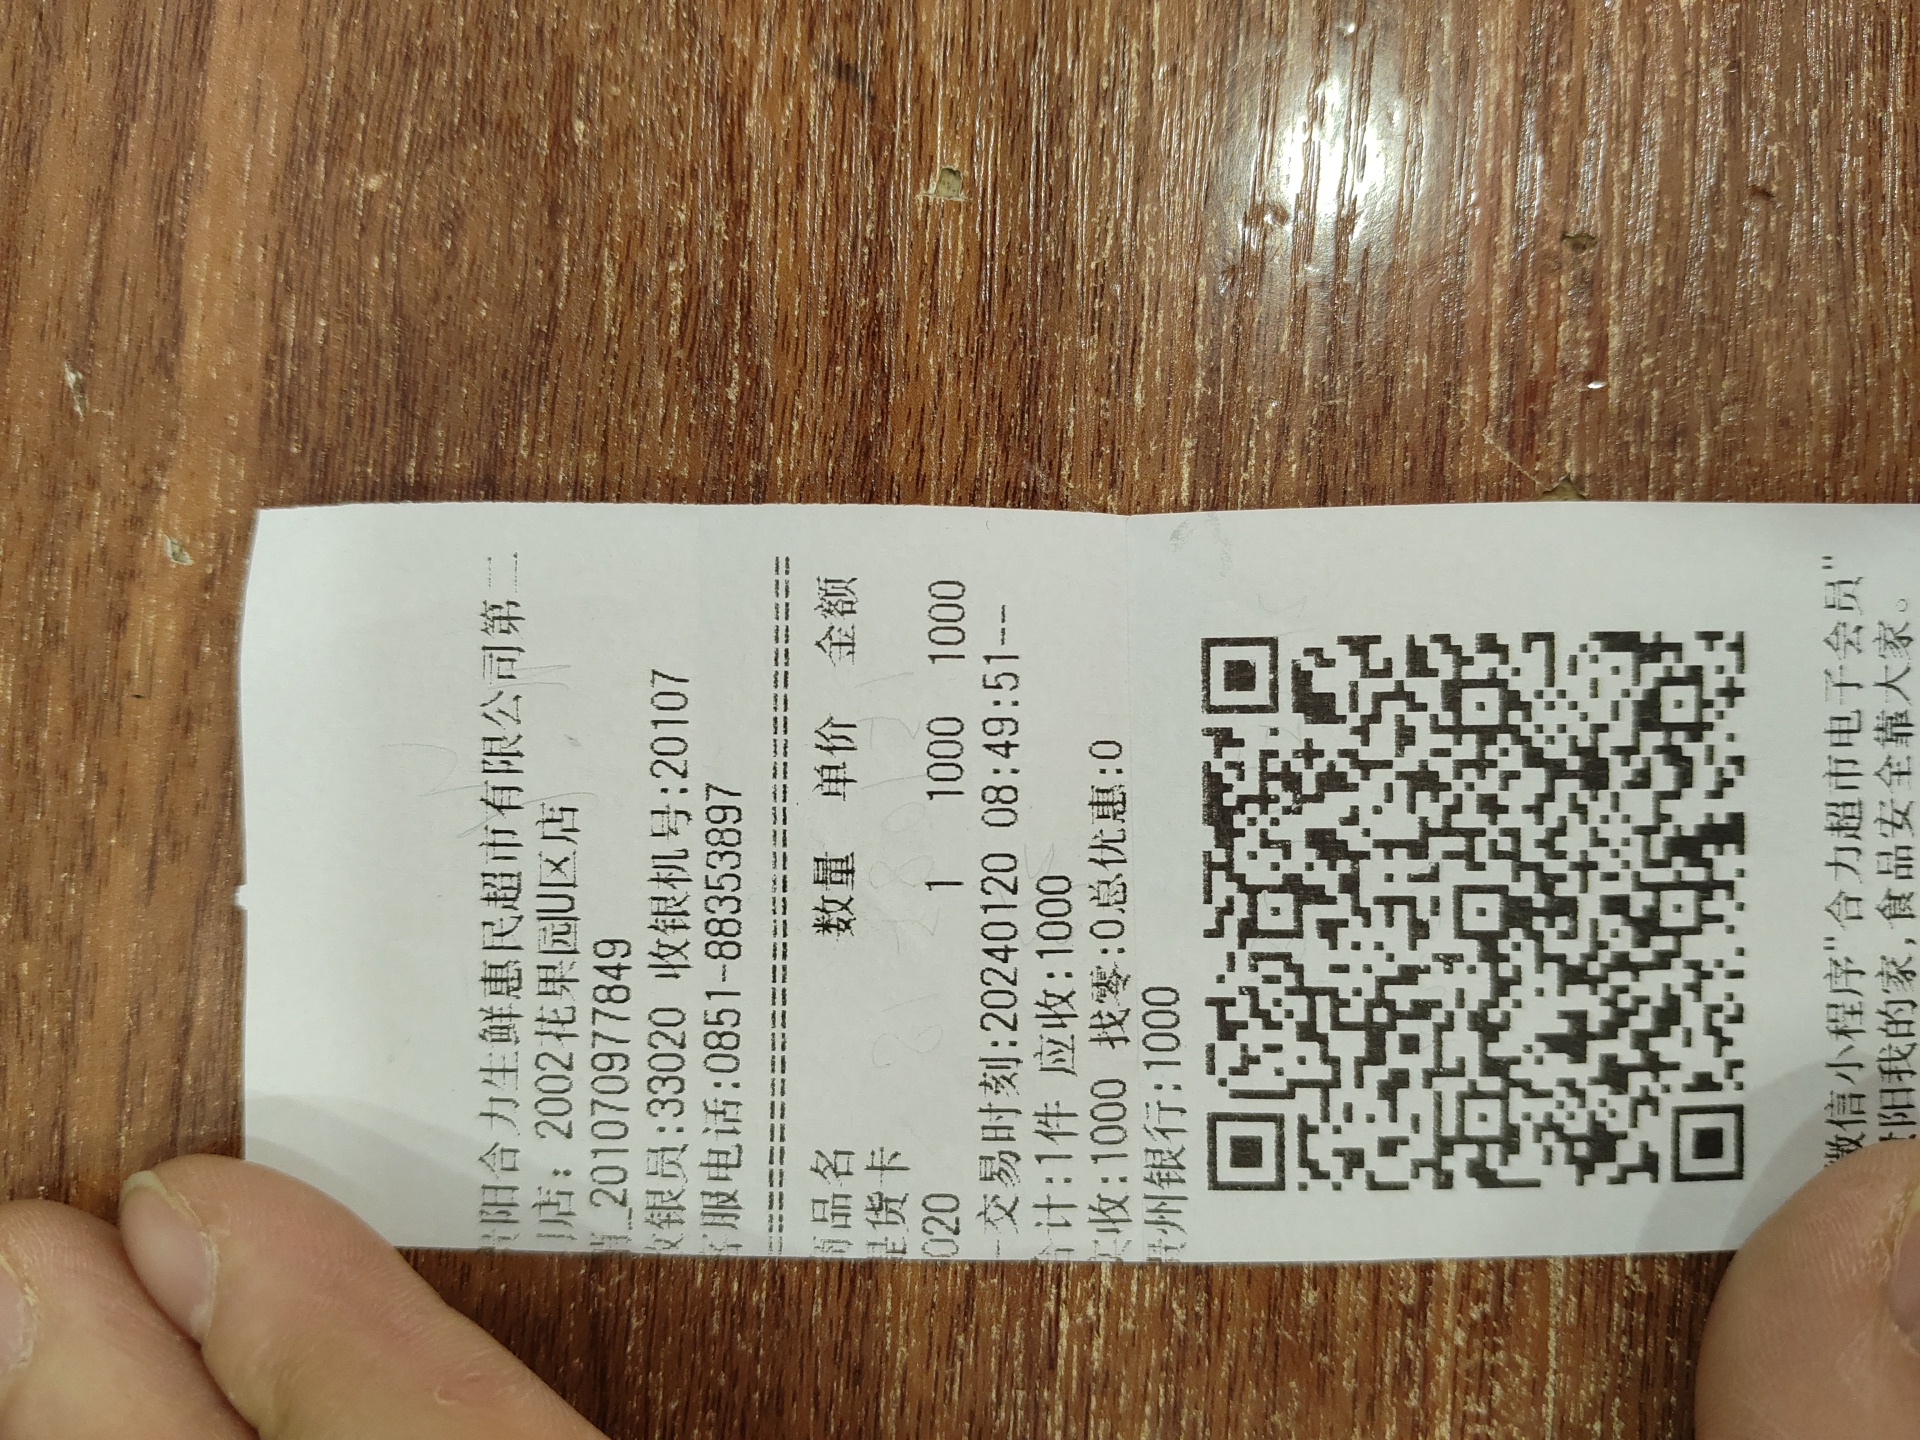 贵阳合力生鲜惠民超市有限公司第二
门店: 2002花果园U区店
_20107097​7849
收银员:33020 收银机号:20107
客服电话:0851-88353897
商品名 数量 单价 金额
提货卡
020 1 1000 1000
-交易时刻:20240120 08:49:51--
合计:1件 应收:1000
实收:1000 找零:0总优惠:0
贵州银行:1000
微信小程序"合力超市电子会员"
贵阳我的家,食品安全靠大家。